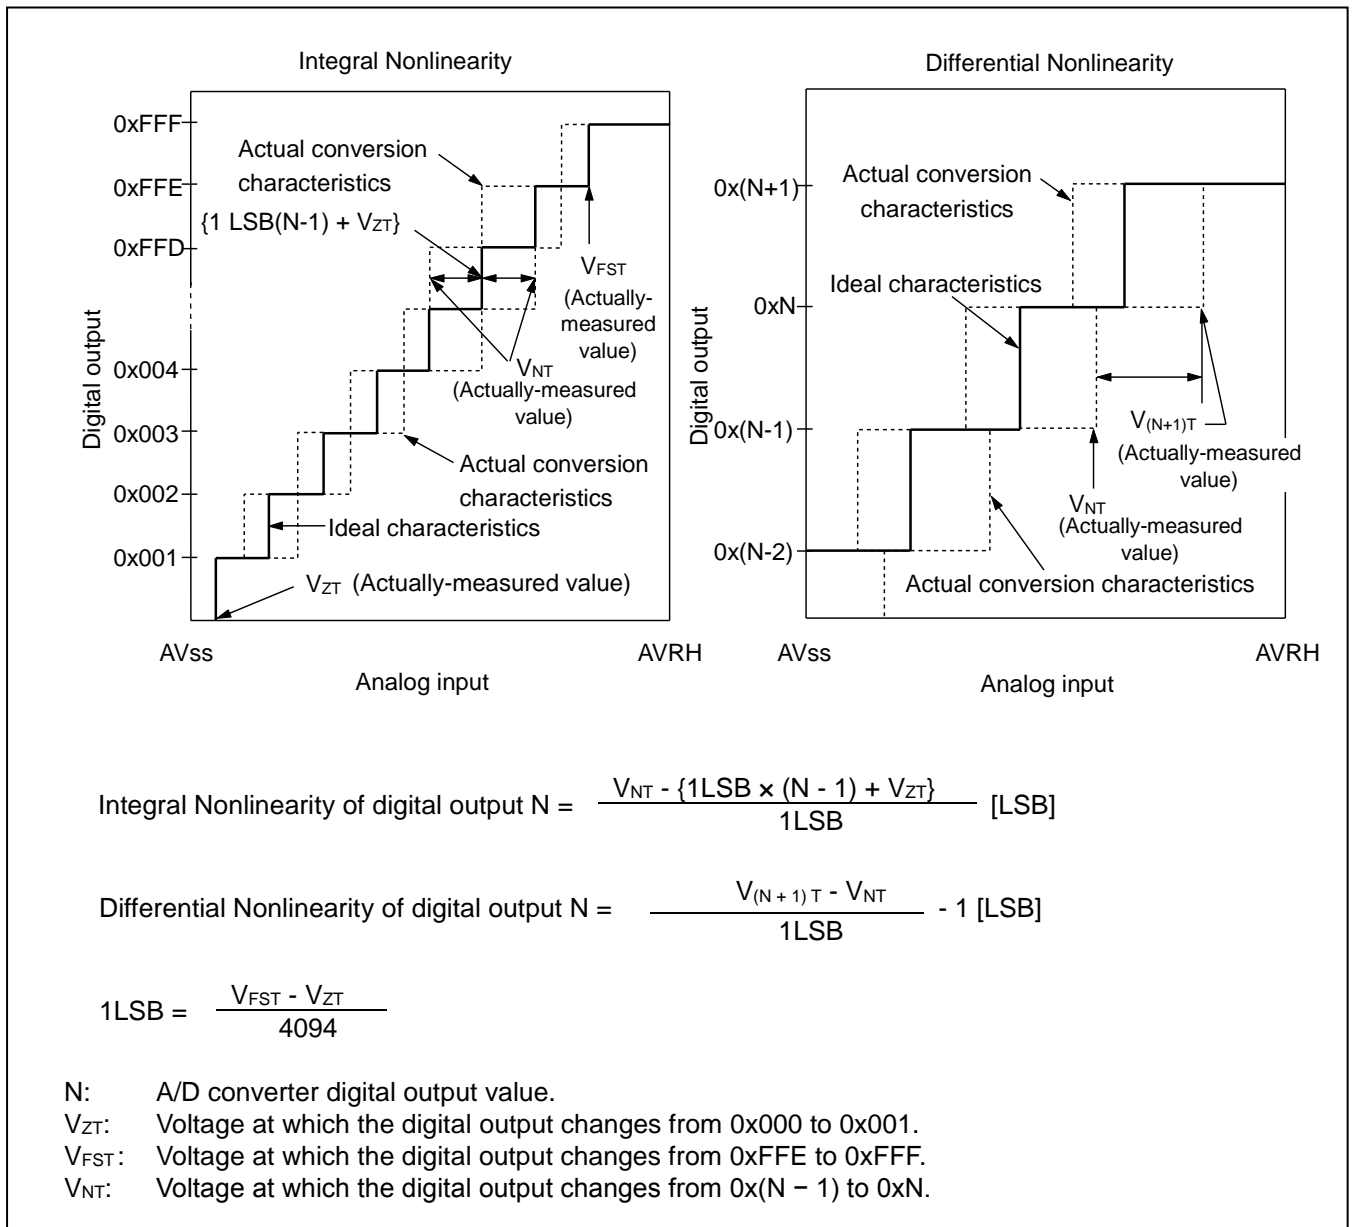 Integral Nonlinearity
0xFFF
0xFFE
0xFFD
0x004
0x003
0x002
0x001
Digital output
Actual conversion
characteristics
{1 LSB(N-1) + VZT}
VFST
(Actually-
measured
value)
VNT
(Actually-measured
value)
Actual conversion
characteristics
Ideal characteristics
VZT (Actually-measured value)
AVss
AVRH
Analog input
Differential Nonlinearity
0x(N+1)
0xN
0x(N-1)
0x(N-2)
Digital output
Actual conversion
characteristics
Ideal characteristics
V(N+1)T
(Actually-measured
value)
VNT
(Actually-measured
value)
Actual conversion characteristics
AVss
AVRH
Analog input
Integral Nonlinearity of digital output N = VNT - {1LSB × (N - 1) + VZT} [LSB]
1LSB
Differential Nonlinearity of digital output N = V(N + 1) T - VNT - 1 [LSB]
1LSB
1LSB = VFST - VZT
4094
N: A/D converter digital output value.
VZT: Voltage at which the digital output changes from 0x000 to 0x001.
VFST: Voltage at which the digital output changes from 0xFFE to 0xFFF.
VNT: Voltage at which the digital output changes from 0x(N − 1) to 0xN.